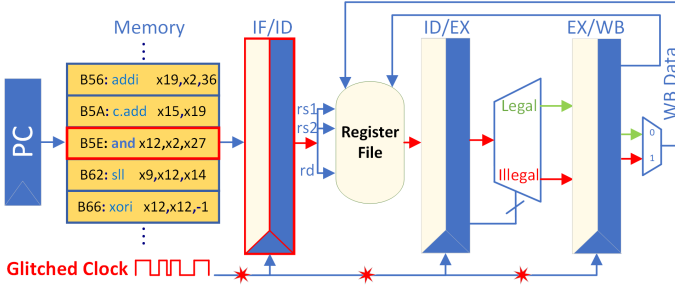 Memory
IF/ID
ID/EX
EX/WB
PC
B56: addi x19,x2,36
B5A: c.add x15,x19
B5E: and x12,x2,x27
B62: sll x9,x12,x14
B66: xori x12,x12,-1
rs1
rs2
rd
Register
File
Legal
Illegal
0
1
WB Data
Glitched Clock